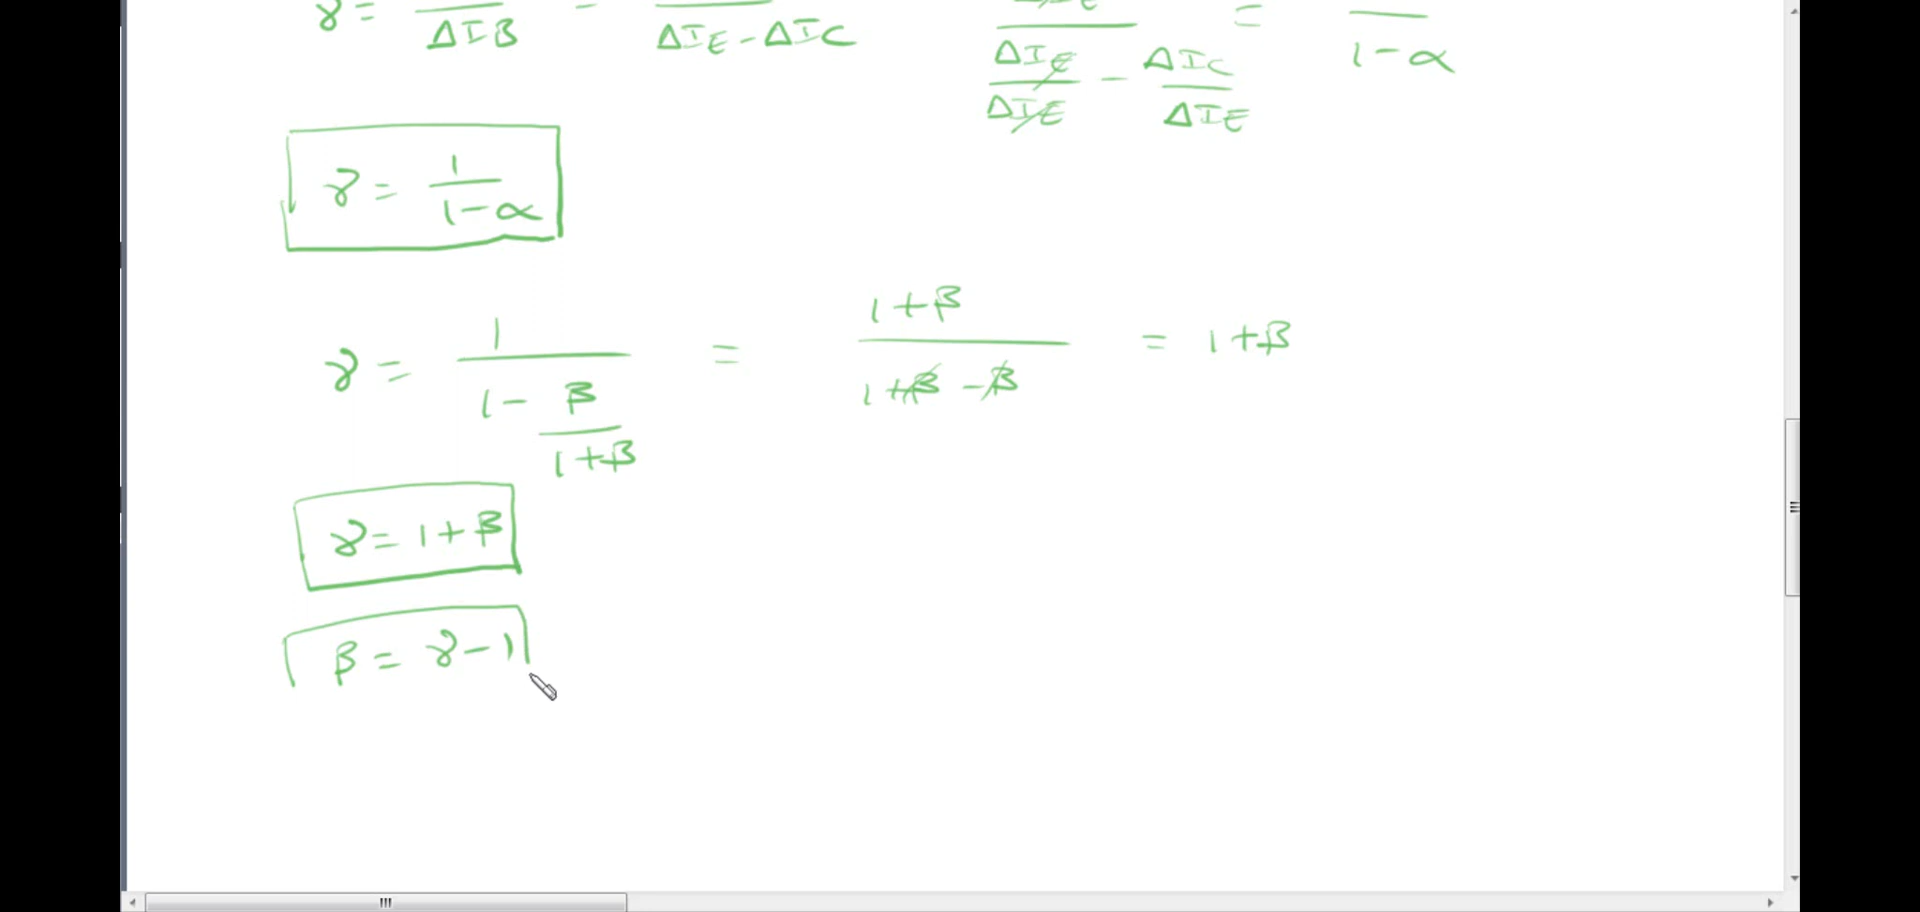 γ = ΔIB = ΔIE - ΔIC ΔIE/ΔIE - ΔIC/ΔIE = 1-α
γ = 1/(1-α)
γ = 1/(1 - β/(1+β)) = (1+β)/(1+β-β) = 1+β
γ = 1+β
β = γ-1